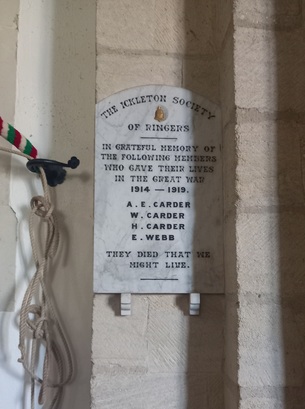 THE ICKLETON SOCIETY
OF RINGERS
IN GRATEFUL MEMORY OF
THE FOLLOWING MEMBERS
WHO GAVE THEIR LIVES
IN THE GREAT WAR
1914 — 1919.
A. E. CARDER
W. CARDER
H. CARDER
E. WEBB
THEY DIED THAT WE
MIGHT LIVE.